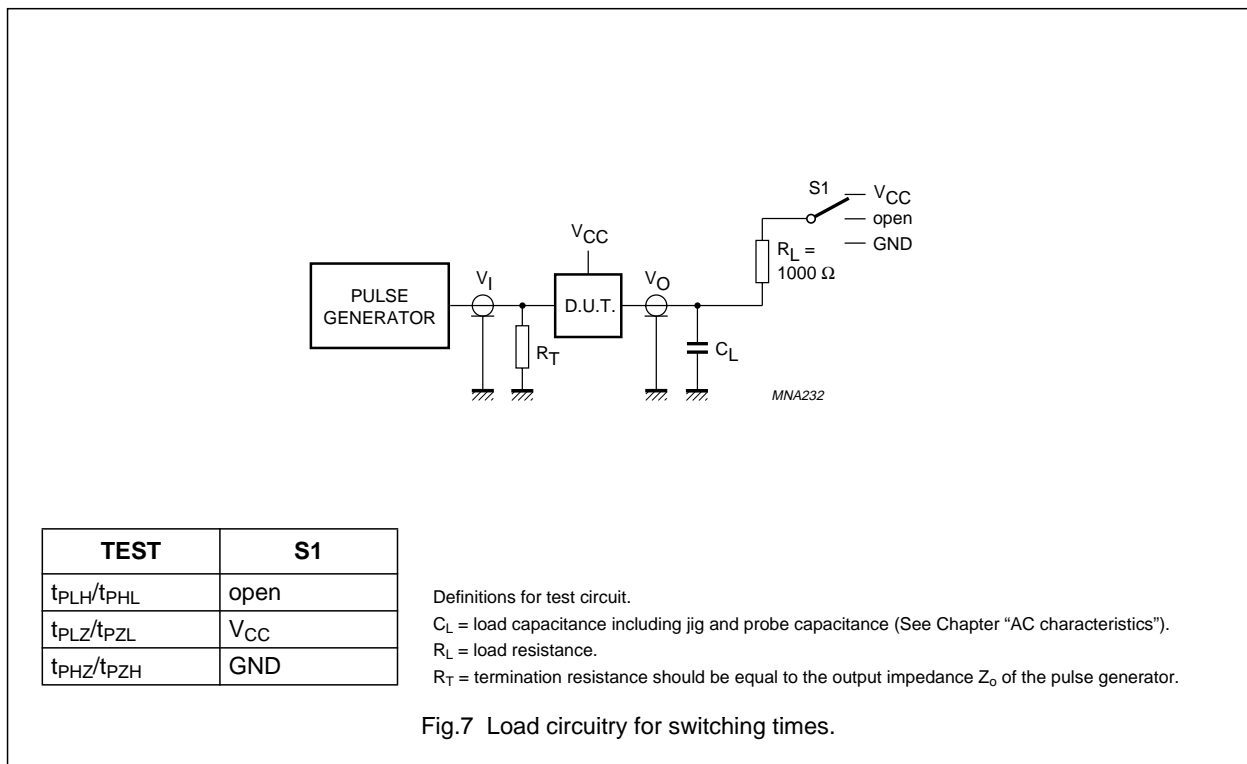 S1
VCC
open
GND
RL =
1000 Ω
VCC
PULSE
GENERATOR
VI
D.U.T.
VO
RT
CL
MNA232
TEST S1
tPLH/tPHL open
tPLZ/tPZL VCC
tPHZ/tPZH GND
Definitions for test circuit.
CL = load capacitance including jig and probe capacitance (See Chapter “AC characteristics”).
RL = load resistance.
RT = termination resistance should be equal to the output impedance Zo of the pulse generator.
Fig.7 Load circuitry for switching times.